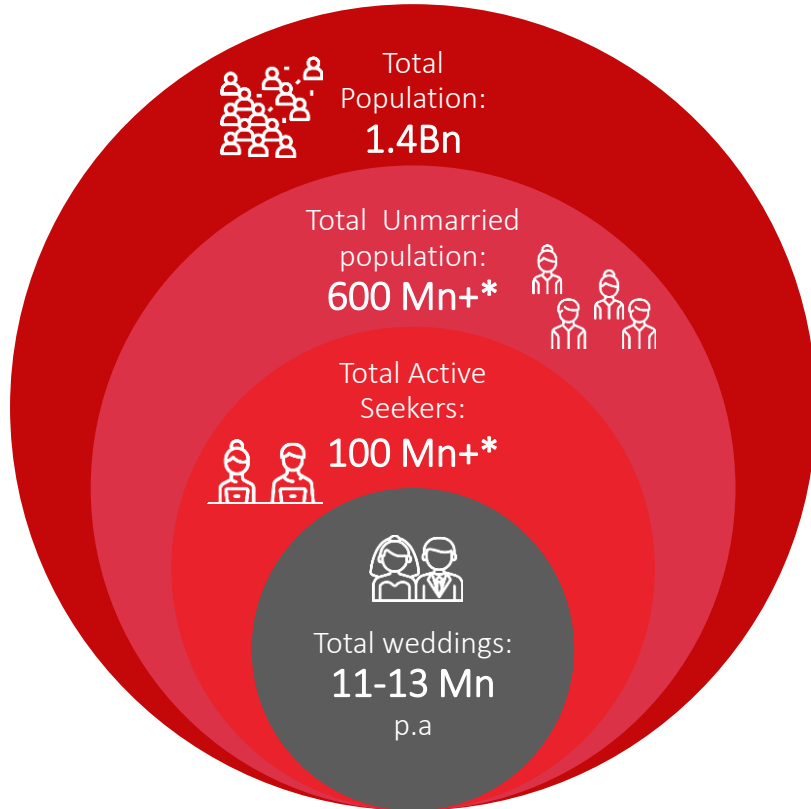 Total
Population:
1.4Bn
Total Unmarried
population:
600 Mn+*
Total Active
Seekers:
100 Mn+*
Total weddings:
11-13 Mn
p.a